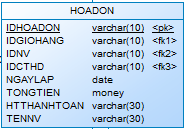 HOADON
IDHOADON varchar(10) <pk>
IDGIOHANG varchar(10) <fk1>
IDNV varchar(10) <fk2>
IDCTHD varchar(10) <fk3>
NGAYLAP date
TONGTIEN money
HTTHANHTOAN varchar(30)
TENNV varchar(30)